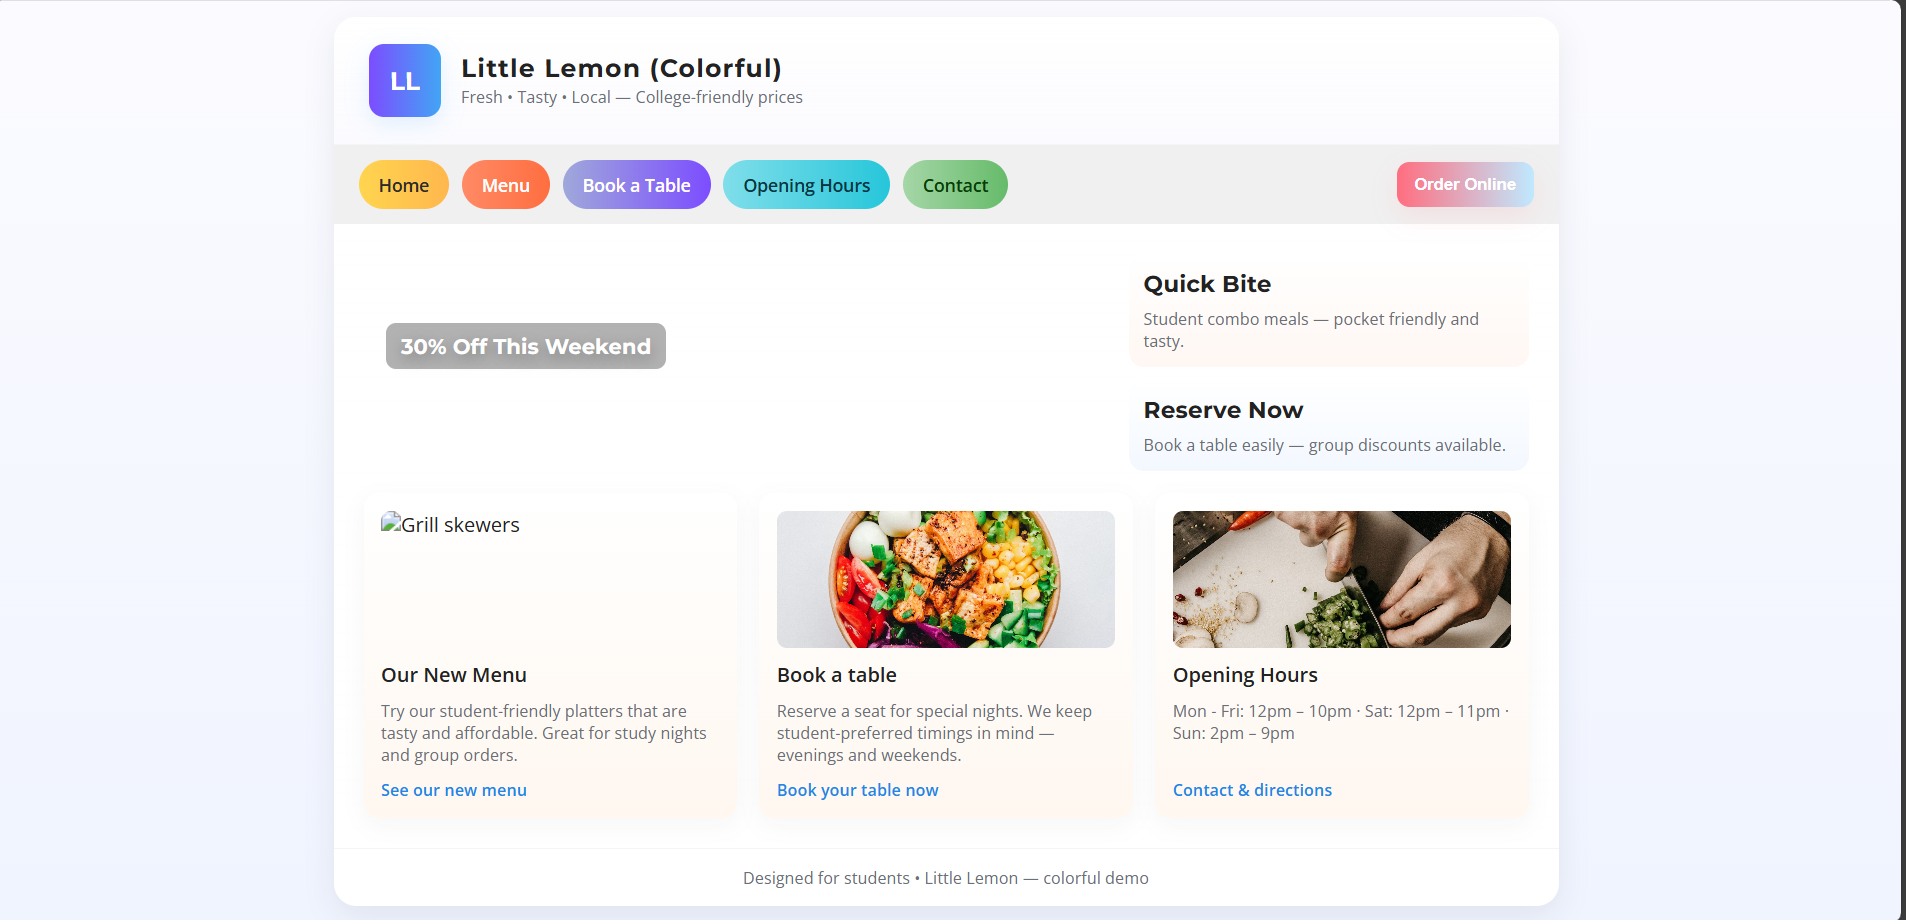 LL
Little Lemon (Colorful)
Fresh • Tasty • Local — College-friendly prices
Home
Menu
Book a Table
Opening Hours
Contact
Order Online
30% Off This Weekend
Quick Bite
Student combo meals — pocket friendly and
tasty.
Reserve Now
Book a table easily — group discounts available.
Grill skewers
Our New Menu
Try our student-friendly platters that are
tasty and affordable. Great for study nights
and group orders.
See our new menu
Book a table
Reserve a seat for special nights. We keep
student-preferred timings in mind —
evenings and weekends.
Book your table now
Opening Hours
Mon - Fri: 12pm – 10pm · Sat: 12pm – 11pm ·
Sun: 2pm – 9pm
Contact & directions
Designed for students • Little Lemon — colorful demo